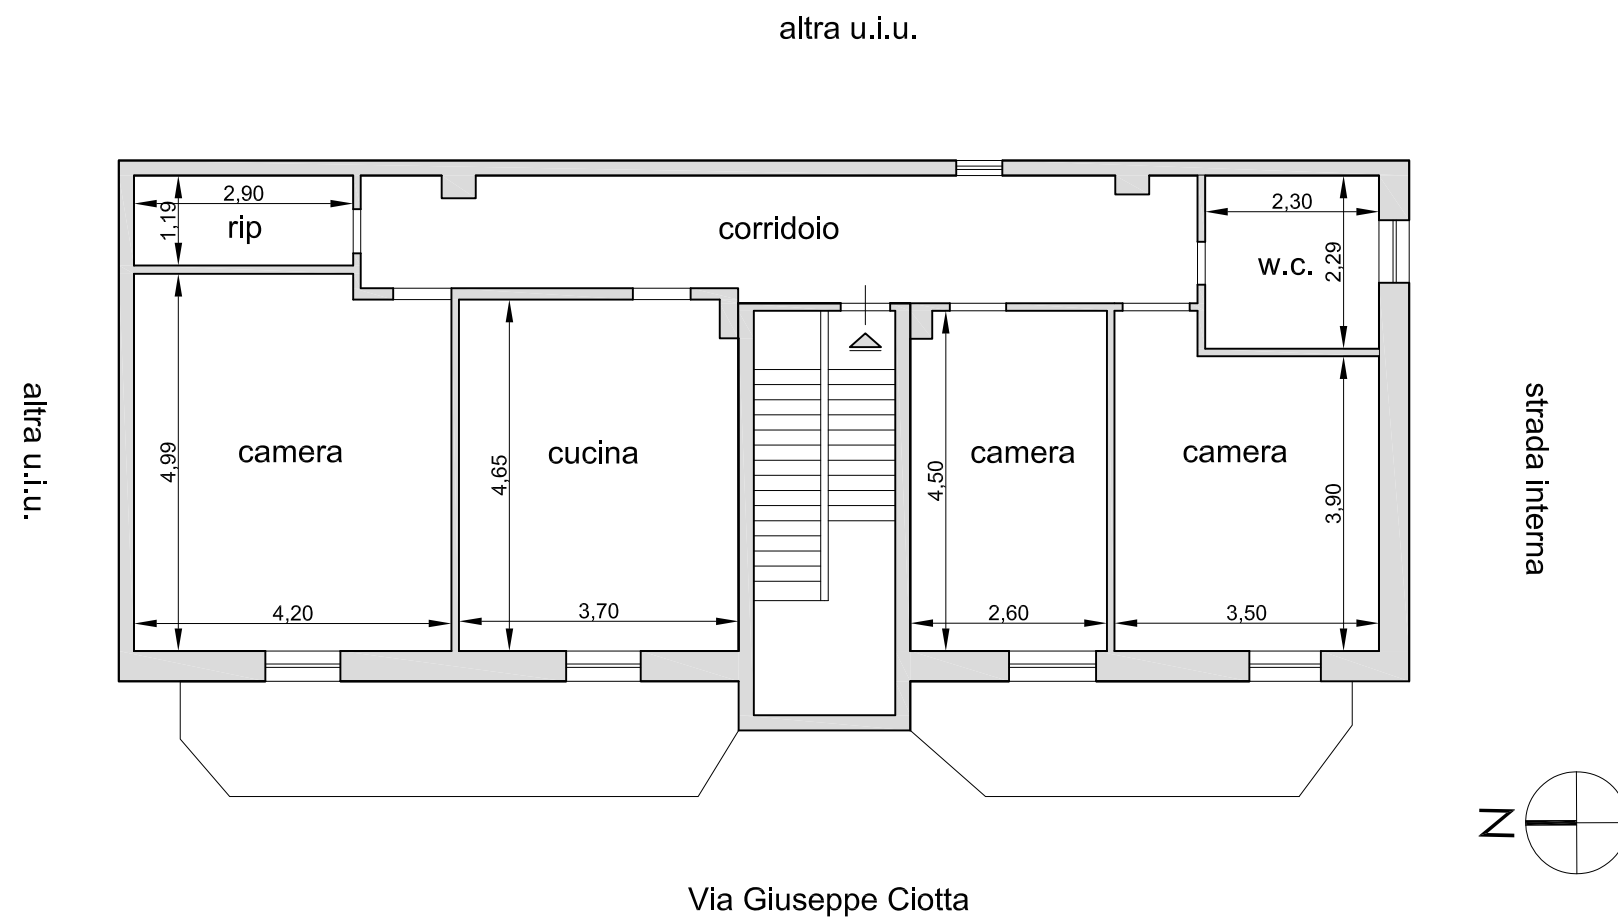 altra u.i.u.
2,90
1,19
rip
corridoio
2,30
2,29
w.c.
altra u.i.u.
4,99
camera
4,65
cucina
4,50
camera
camera
3,90
strada interna
4,20
3,70
2,60
3,50
N
Via Giuseppe Ciotta